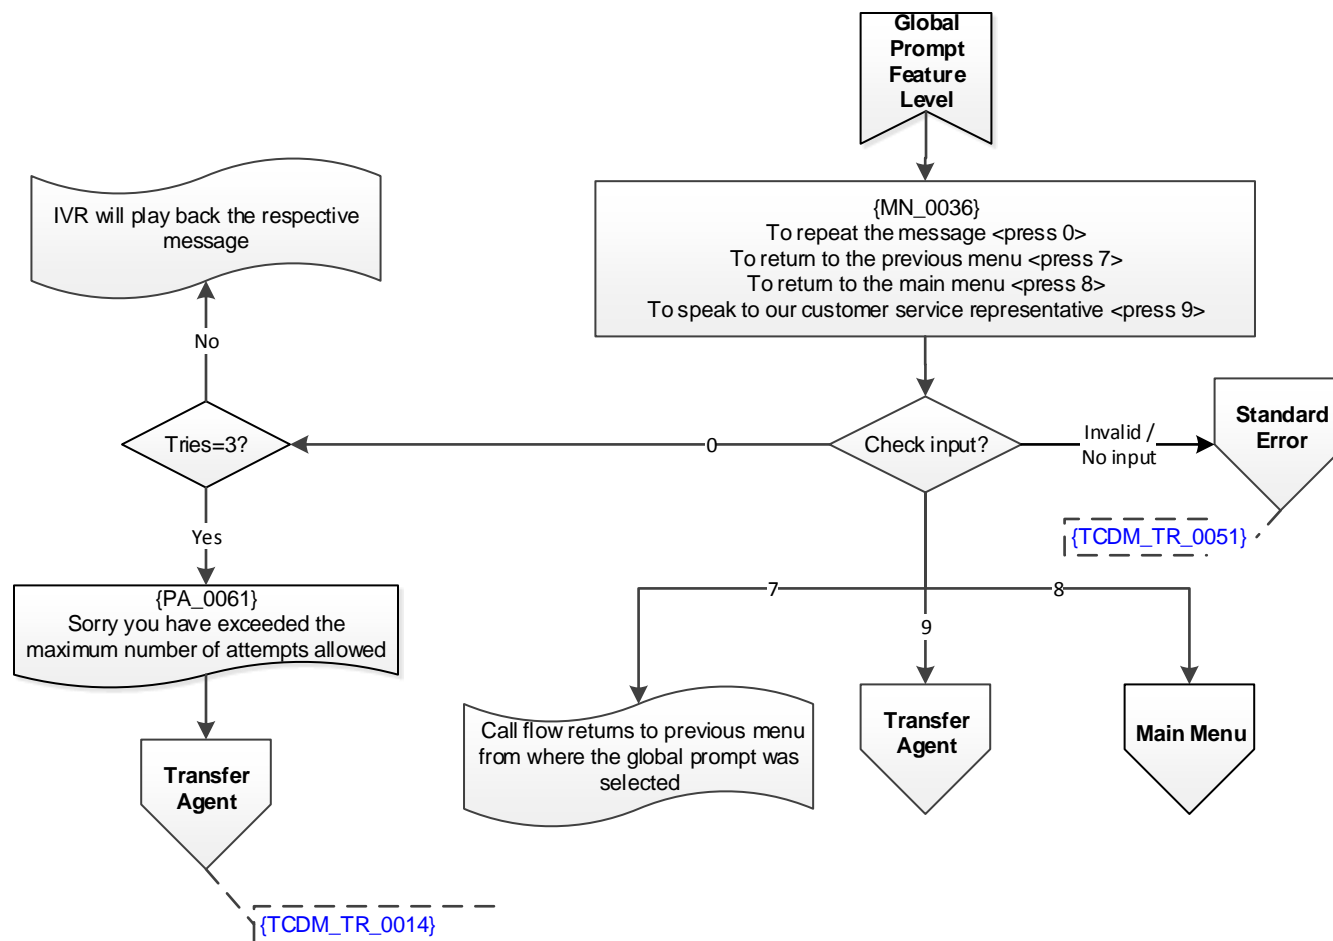 Global
Prompt
Feature
Level
{MN_0036}
To repeat the message <press 0>
To return to the previous menu <press 7>
To return to the main menu <press 8>
To speak to our customer service representative <press 9>
IVR will play back the respective
message
No
Tries=3?
0
Check input?
Invalid /
No input
Standard
Error
{TCDM_TR_0051}
Yes
{PA_0061}
Sorry you have exceeded the
maximum number of attempts allowed
7
9
8
Call flow returns to previous menu
from where the global prompt was
selected
Transfer
Agent
Main Menu
Transfer
Agent
{TCDM_TR_0014}